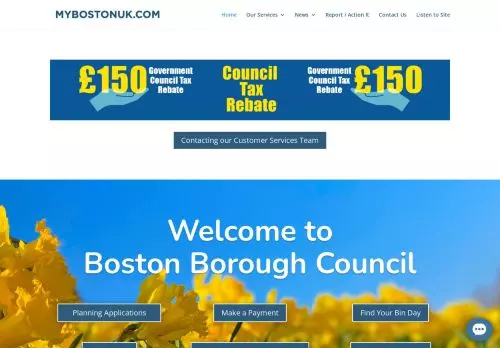 MYBOSTONUK.COM
Home Our Services News Report / Action It Contact Us Listen to Site
£150 Government Council Tax Rebate
Council Tax Rebate
Government Council Tax Rebate £150
Contacting our Customer Services Team
Welcome to
Boston Borough Council
Planning Applications Make a Payment Find Your Bin Day